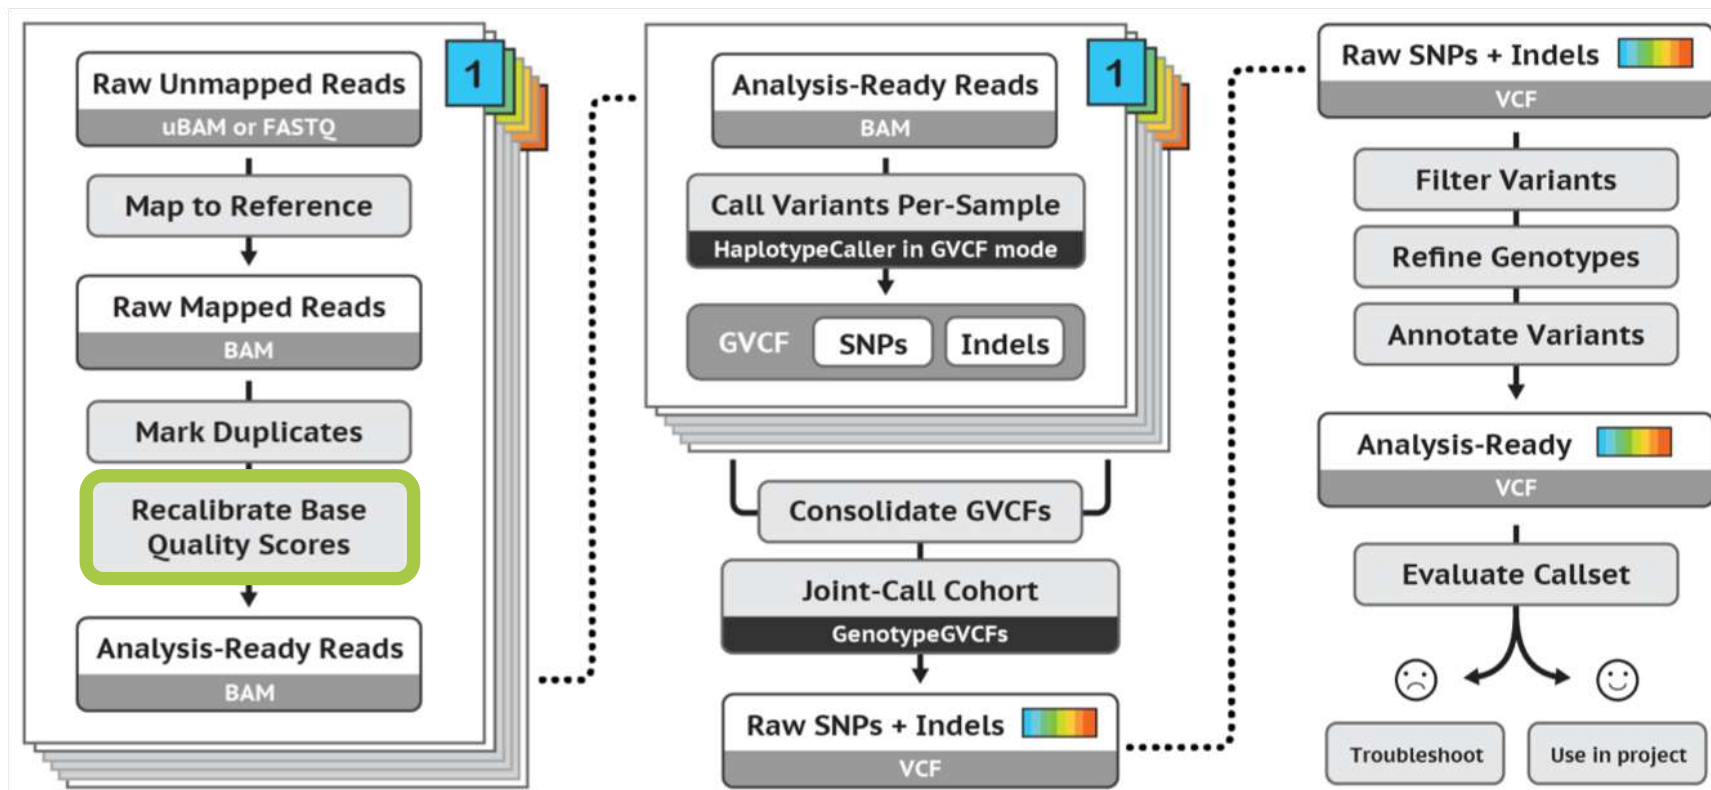 1
Raw Unmapped Reads
uBAM or FASTQ
Map to Reference
Raw Mapped Reads
BAM
Mark Duplicates
Recalibrate Base
Quality Scores
Analysis-Ready Reads
BAM
1
Analysis-Ready Reads
BAM
Call Variants Per-Sample
HaplotypeCaller in GVCF mode
GVCF
SNPs
Indels
Consolidate GVCFs
Joint-Call Cohort
GenotypeGVCFs
Raw SNPs + Indels
VCF
Raw SNPs + Indels
VCF
Filter Variants
Refine Genotypes
Annotate Variants
Analysis-Ready
VCF
Evaluate Callset
Troubleshoot
Use in project